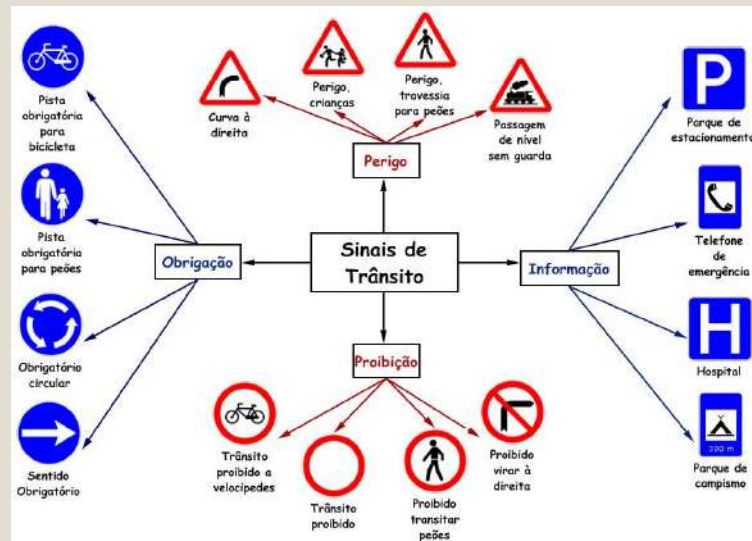 Sinais de
Trânsito
Perigo
Curva à
direita
Perigo,
crianças
Perigo,
travessia
para peões
Passagem
de nível
sem guarda
Obrigação
Pista
obrigatória
para
bicicleta
Pista
obrigatória
para peões
Obrigatório
circular
Sentido
Obrigatório
Informação
P
Parque de
estacionamento
Telefone
de
emergência
H
Hospital
300 m
Parque de
campismo
Proibição
Trânsito
proibido a
velocípedes
Trânsito
proibido
Proibido
transitar
peões
Proibido
virar à
direita